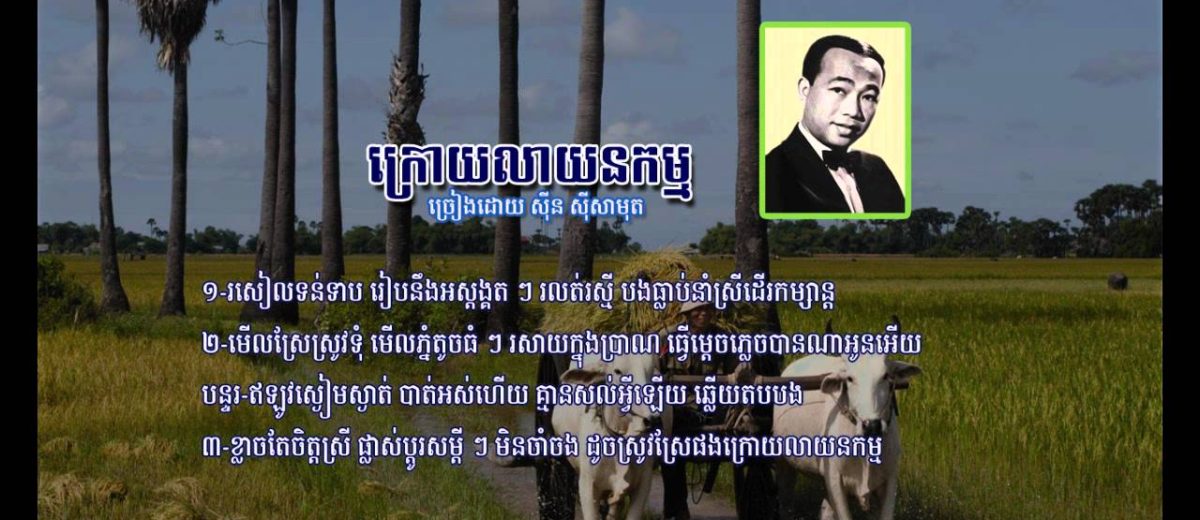 ក្រោយលាយនកម្ម
ច្រៀងដោយ ស៊ីន ស៊ីសាមុត
១-រសៀលទន់ទាប រៀបនឹងអស្តង្គត ៗ រលត់រស្មី បងធ្លាប់នាំស្រីដើរកម្សាន្ត
២-មើលស្រែស្រូវទុំ មើលភ្នំតូចធំ ៗ រសាយក្នុងប្រាណ ធ្វើម្តេចភ្លេចបានណាអូនអើយ
បន្ទរ-ឥឡូវស្ងៀមស្ងាត់ បាត់អស់ហើយ គ្មានសល់អ្វីឡើយ ឆ្លើយតបបង
៣-ខ្លាចតែចិត្តស្រី ផ្លាស់ប្តូរសម្តី ៗ មិនចាំចង ដូចស្រូវស្រែផងក្រោយលាយនកម្ម